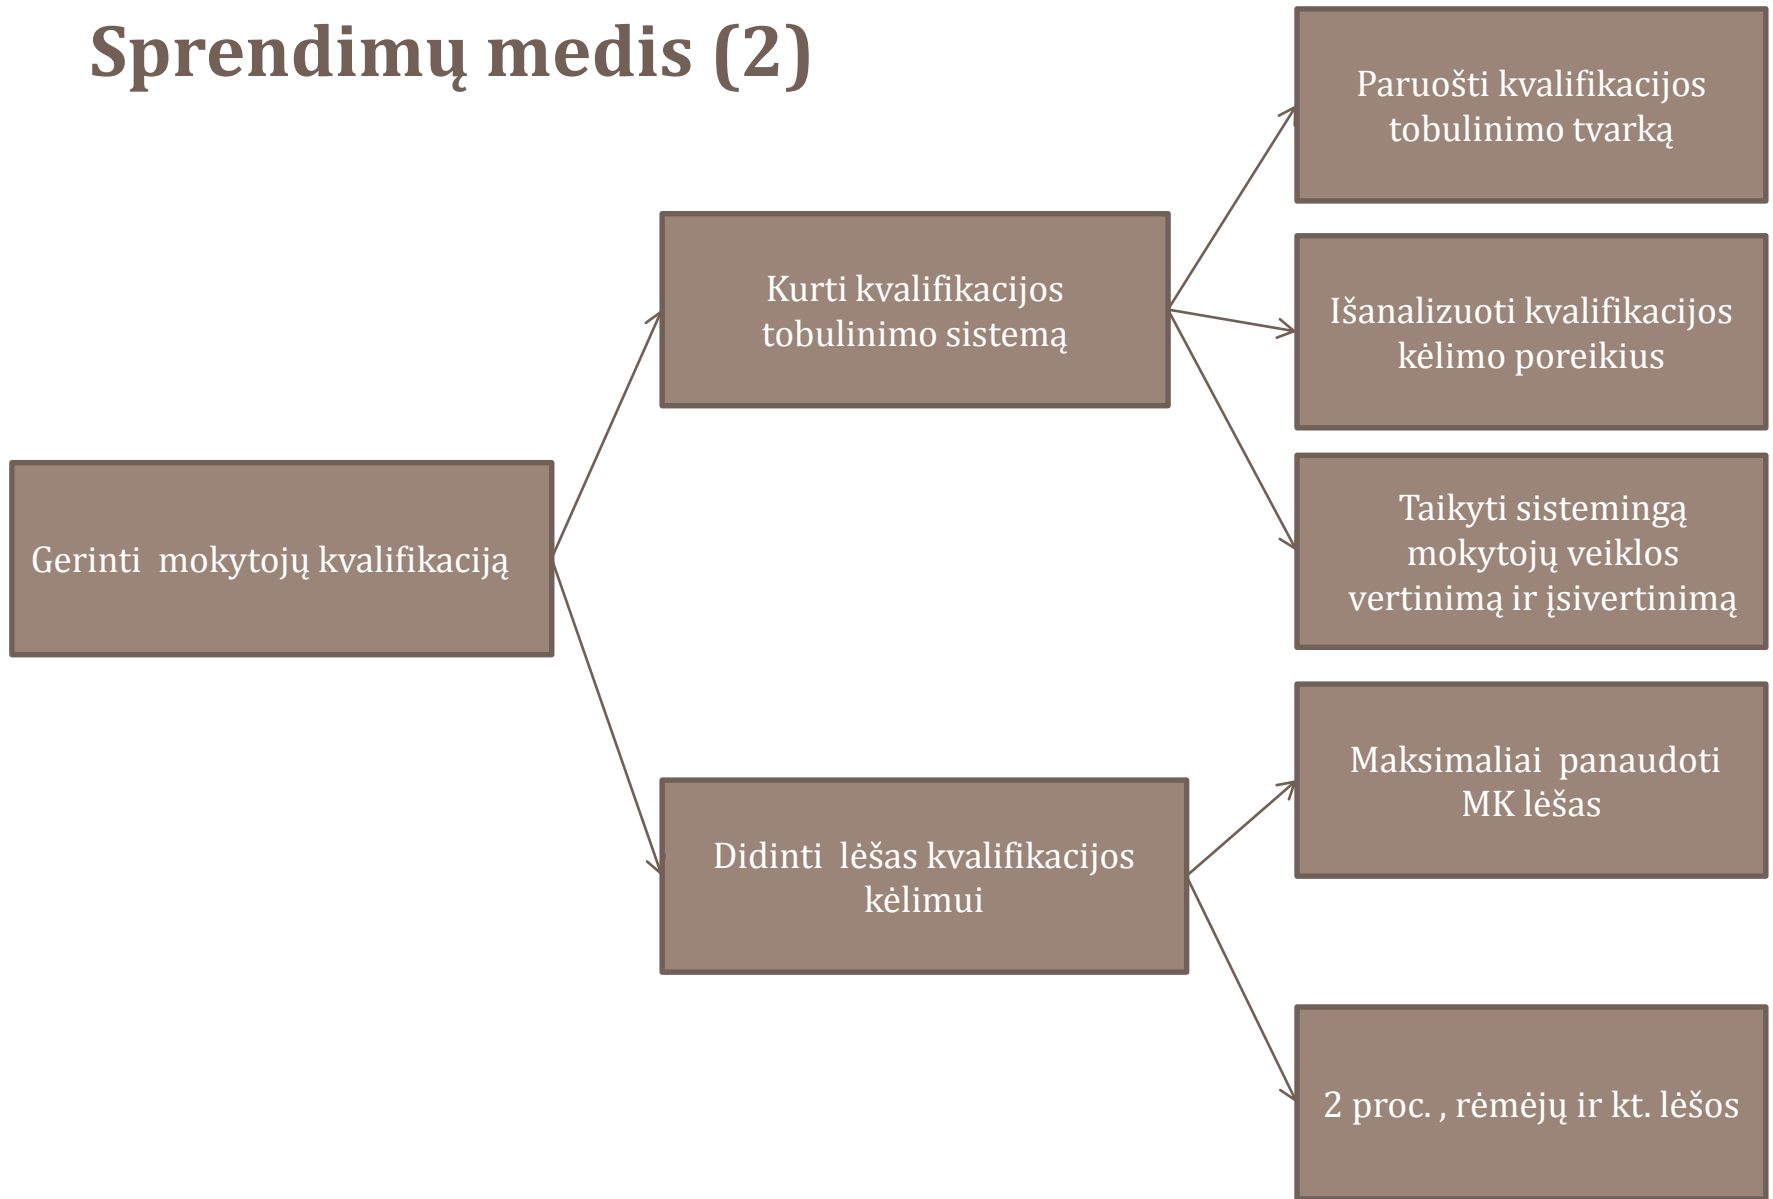 Sprendimų medis (2)
Paruošti kvalifikacijos
tobulinimo tvarką
Kurti kvalifikacijos
tobulinimo sistemą
Išanalizuoti kvalifikacijos
kėlimo poreikius
Taikyti sistemingą
mokytojų veiklos
vertinimą ir įsivertinimą
Gerinti  mokytojų kvalifikaciją
Maksimaliai  panaudoti
MK lėšas
Didinti  lėšas kvalifikacijos
kėlimui
2 proc. , rėmėjų ir kt. lėšos